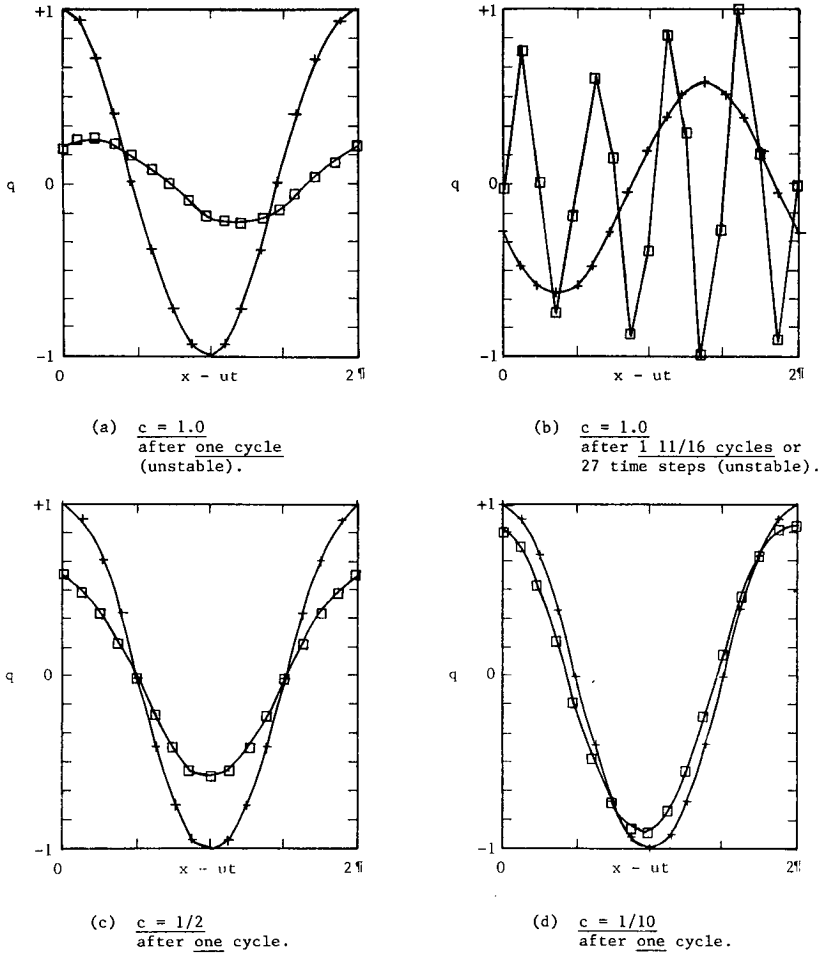 +1
q
0
-1
0
x - ut
2¶
(a) c = 1.0
after one cycle
(unstable).
+1
q
0
-1
0
x - ut
2¶
(b) c = 1.0
after 1 11/16 cycles or
27 time steps (unstable).
+1
q
0
-1
0
x - ut
2¶
(c) c = 1/2
after one cycle.
+1
q
0
-1
0
x - ut
2¶
(d) c = 1/10
after one cycle.